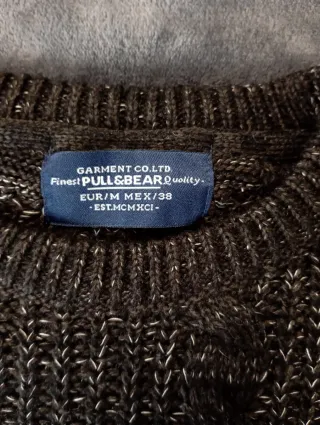 GARMENT CO.LTD
Finest PULL&BEAR Quality-
EUR/M MEX/38
-EST.MCMXCI-